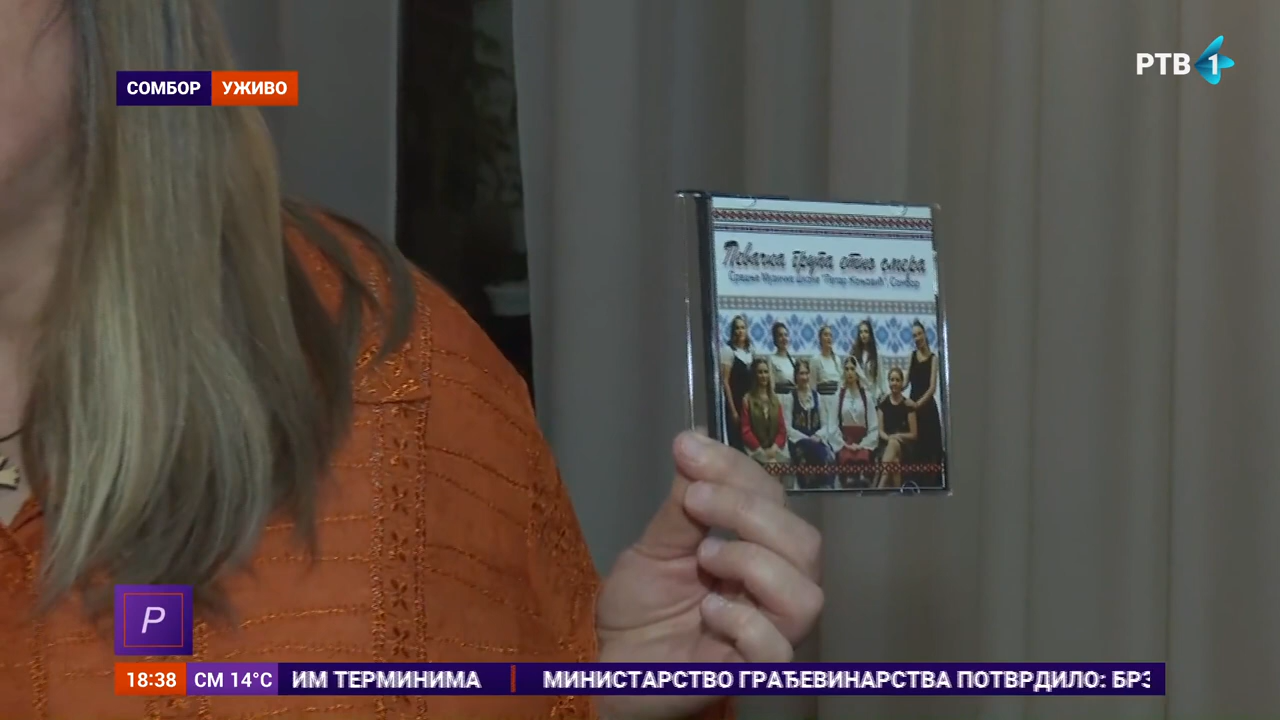 СОМБОР УЖИВО
РТВ 1
Певачка група етно смера
Средња Музичка школа "Петар Коњовић" Сомбор
P
18:38 СМ 14°C ИМ ТЕРМИНИМА | МИНИСТАРСТВО ГРАЂЕВИНАРСТВА ПОТВРДИЛО: БРЗ